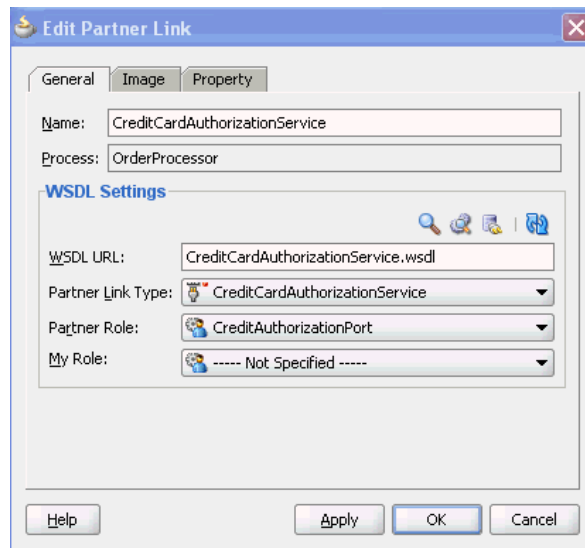 Edit Partner Link
General Image Property
Name: CreditCardAuthorizationService
Process: OrderProcessor
WSDL Settings
WSDL URL: CreditCardAuthorizationService.wsdl
Partner Link Type: CreditCardAuthorizationService
Partner Role: CreditAuthorizationPort
My Role: ----- Not Specified -----
Help Apply OK Cancel